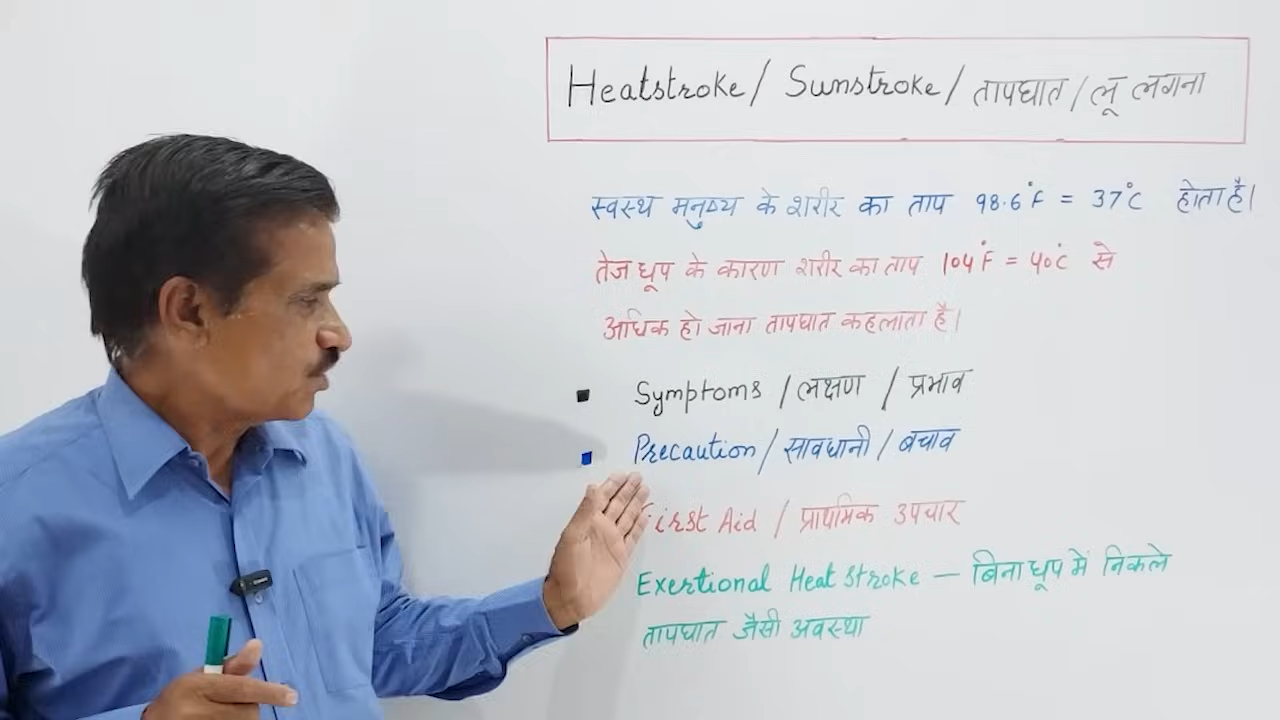 Heatstroke / Sunstroke / तापघात / लू लगना
स्वस्थ मनुष्य के शरीर का ताप 98.6°F = 37°C होता है।
तेज धूप के कारण शरीर का ताप 104°F = 40°C से
अधिक हो जाना तापघात कहलाता है।
Symptoms / लक्षण / प्रभाव
Precaution / सावधानी / बचाव
First Aid / प्राथमिक उपचार
Exertional Heat Stroke — बिना धूप में निकले
तापघात जैसी अवस्था